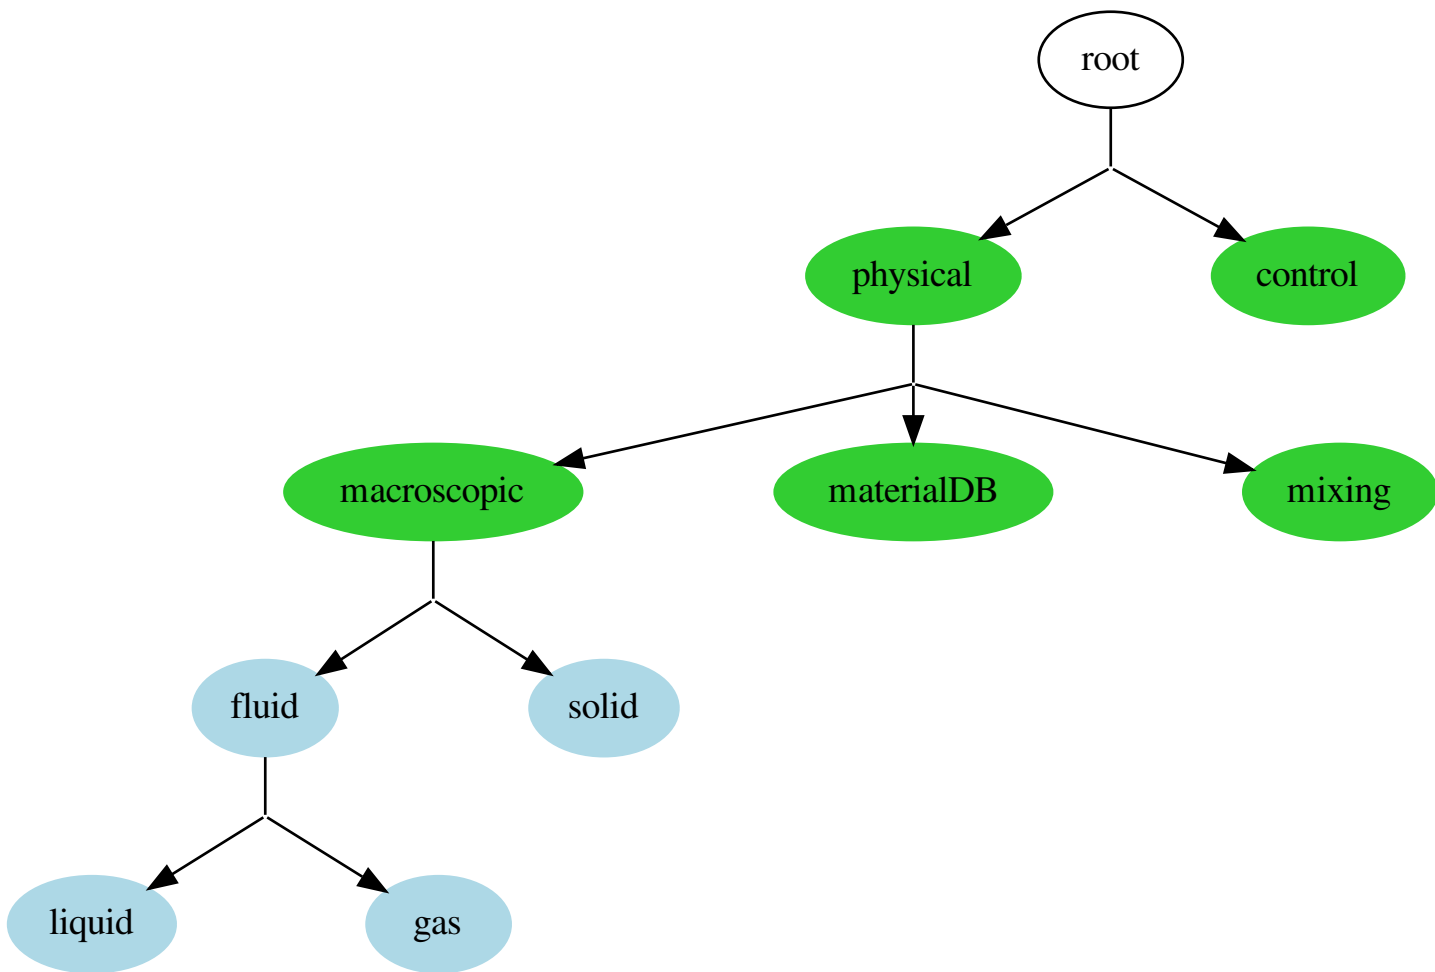 root
physical
control
macroscopic
materialDB
mixing
fluid
solid
liquid
gas